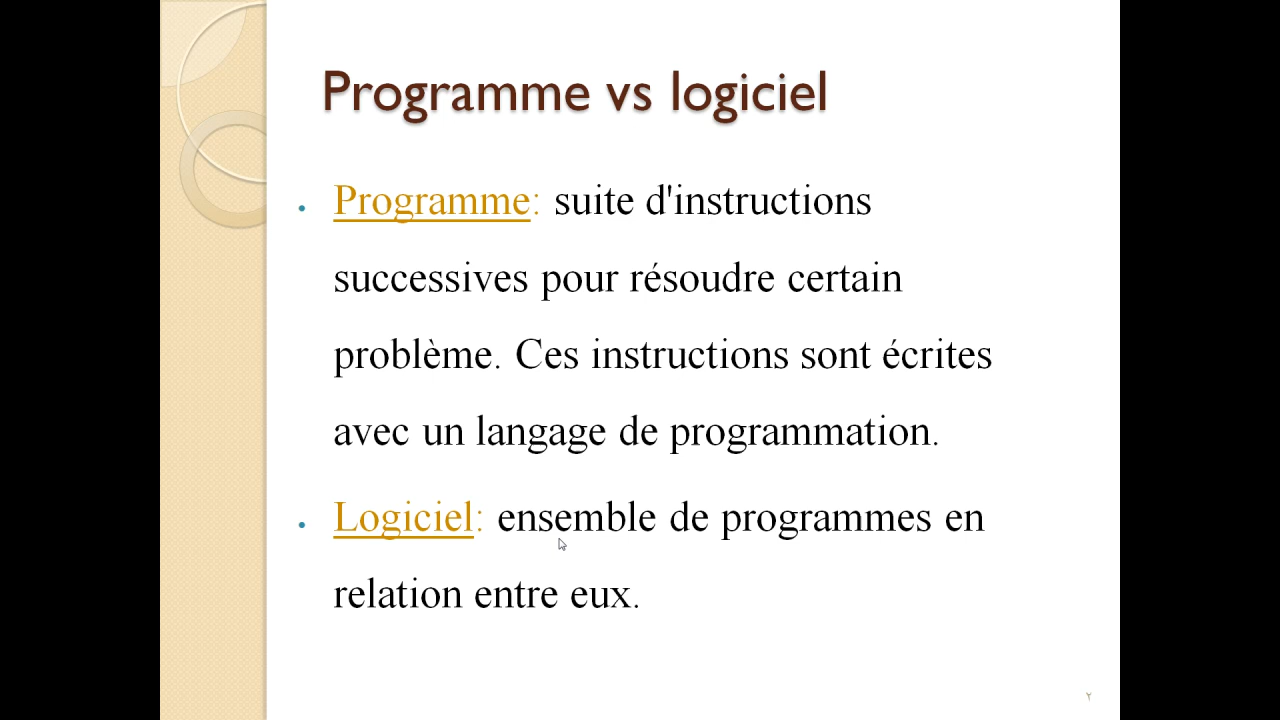 Programme vs logiciel
• Programme: suite d'instructions
successives pour résoudre certain
problème. Ces instructions sont écrites
avec un langage de programmation.
• Logiciel: ensemble de programmes en
relation entre eux.
٢